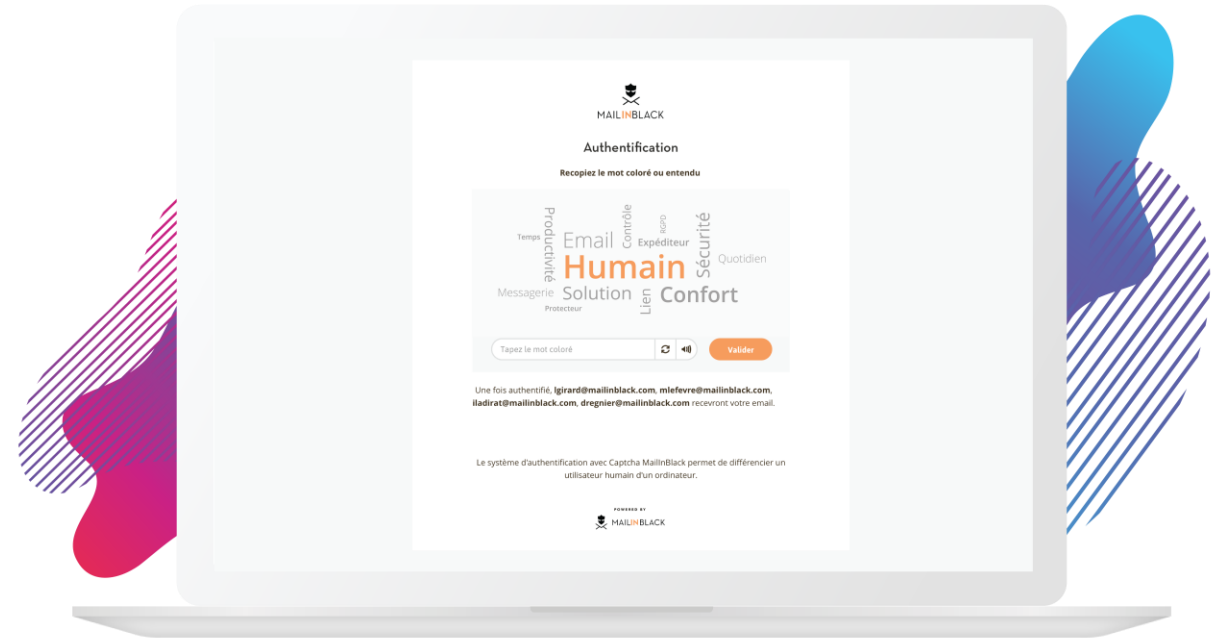 MAILINBLACK
Authentification
Recopiez le mot coloré ou entendu
Productivité
Contrôle
RGPD
Sécurité
Temps
Email
Expéditeur
Humain
Quotidien
Messagerie
Solution
Lien
Confort
Protecteur
Tapez le mot coloré
Valider
Une fois authentifié, lgirard@mailinblack.com, mlefevre@mailinblack.com,
iladirat@mailinblack.com, dregnier@mailinblack.com recevront votre email.
Le système d'authentification avec Captcha MailInBlack permet de différencier un
utilisateur humain d'un ordinateur.
POWERED BY
MAILINBLACK